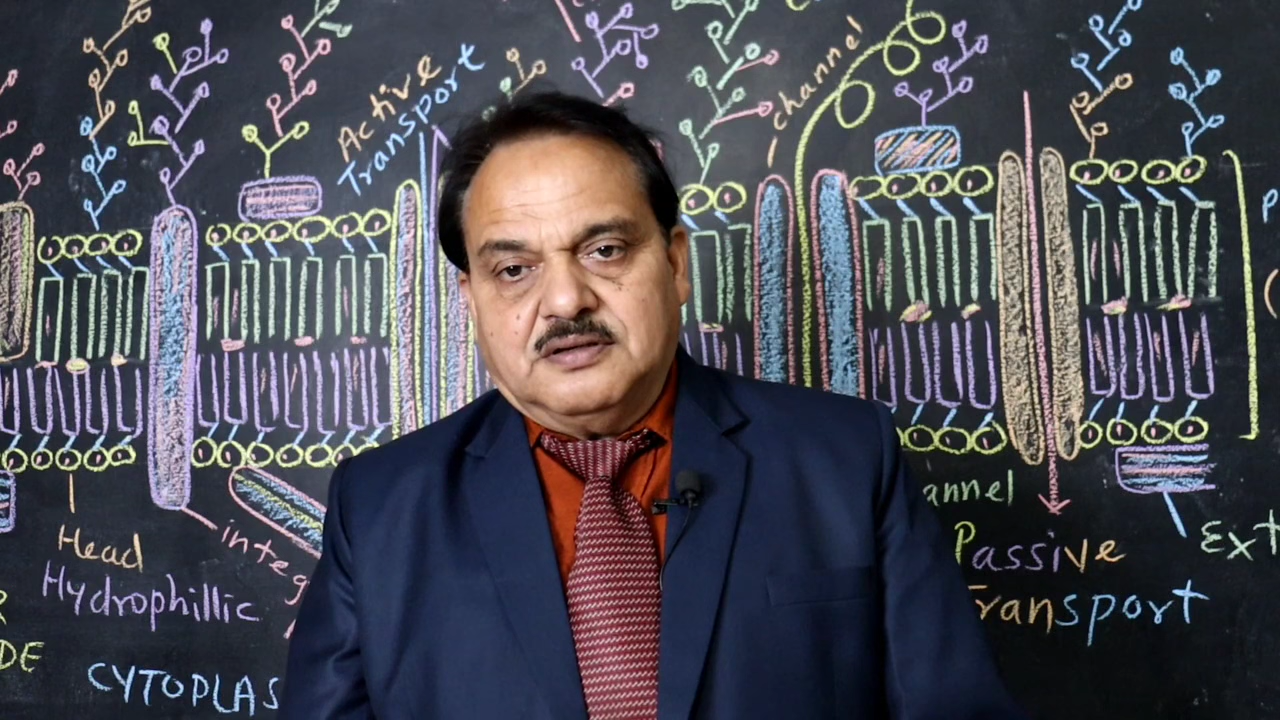 Active
Transport
channel
annel
Passive
Transport
Ext
Head
Hydrophillic
integ
DE
CYTOPLAS